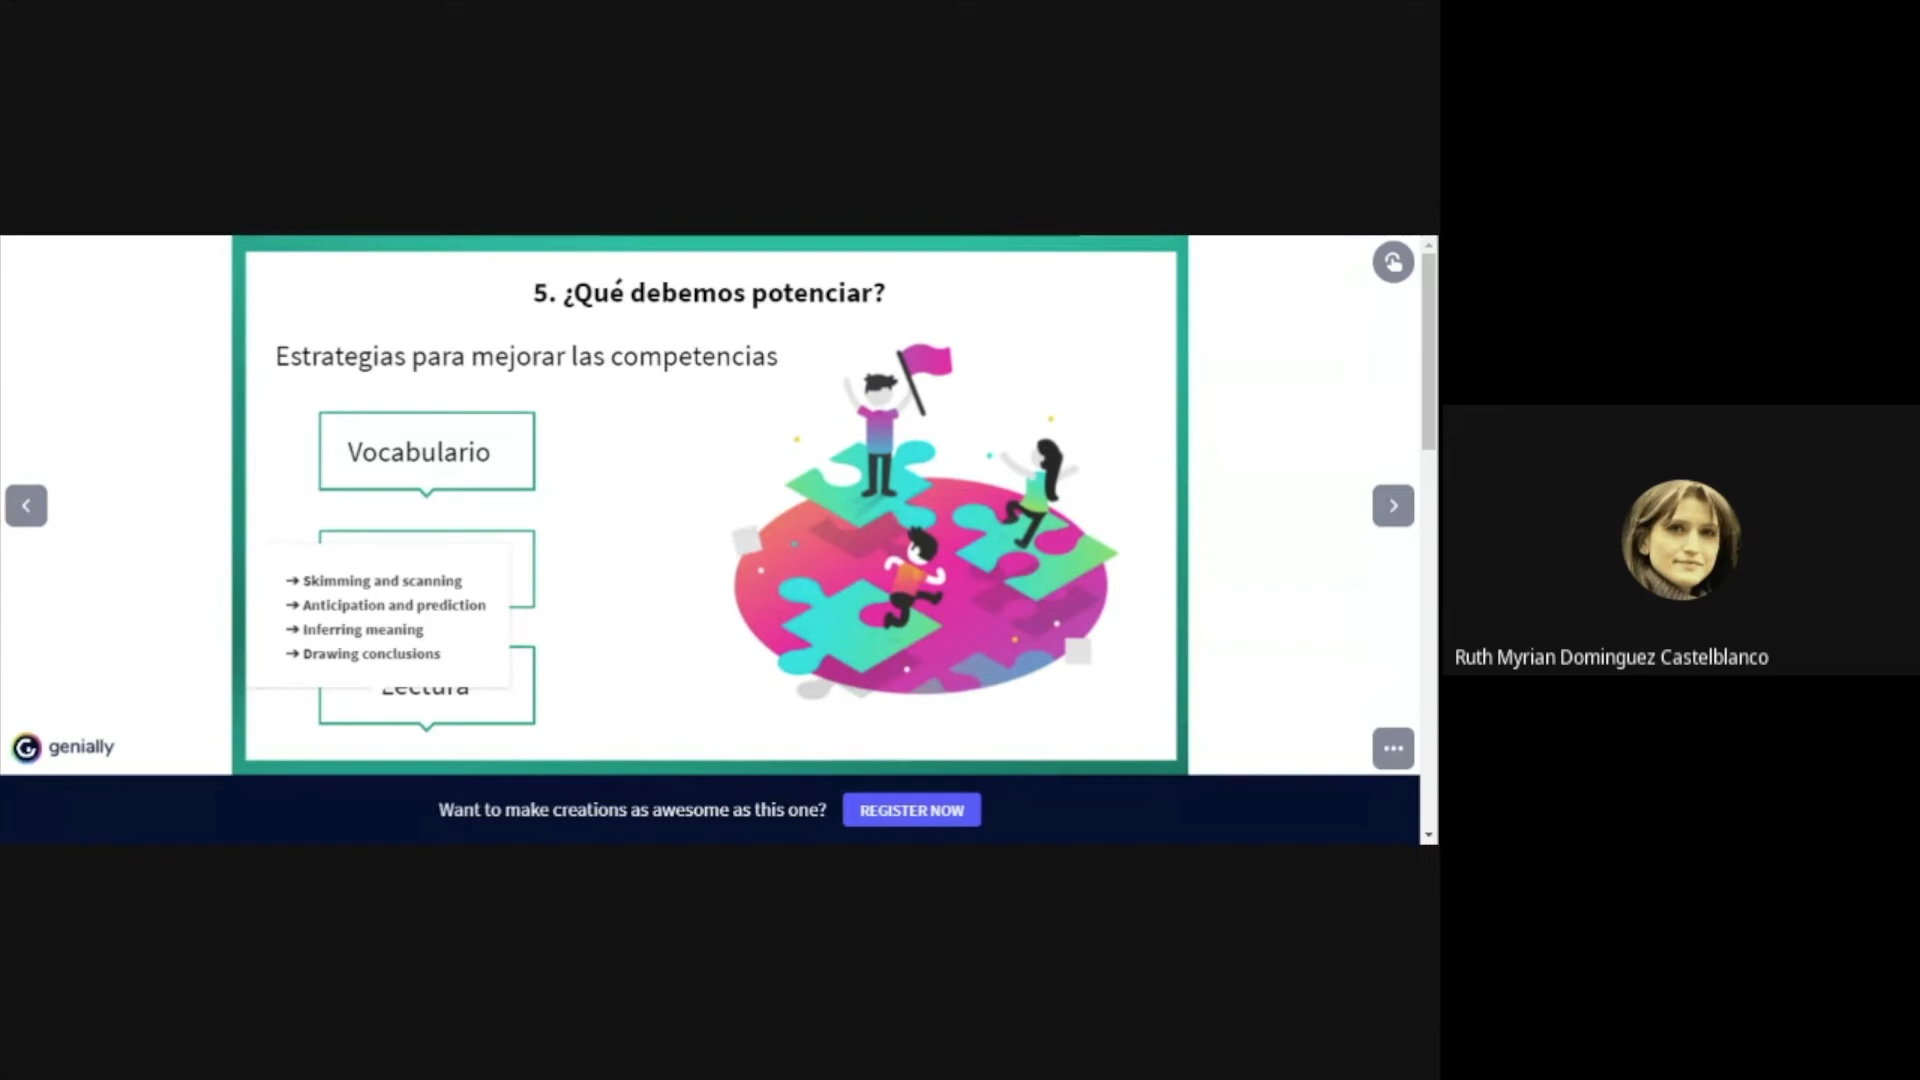 5. ¿Qué debemos potenciar?
Estrategias para mejorar las competencias
Vocabulario
→ Skimming and scanning
→ Anticipation and prediction
→ Inferring meaning
→ Drawing conclusions
Lectura
genially
Want to make creations as awesome as this one?
REGISTER NOW
Ruth Myrian Dominguez Castelblanco